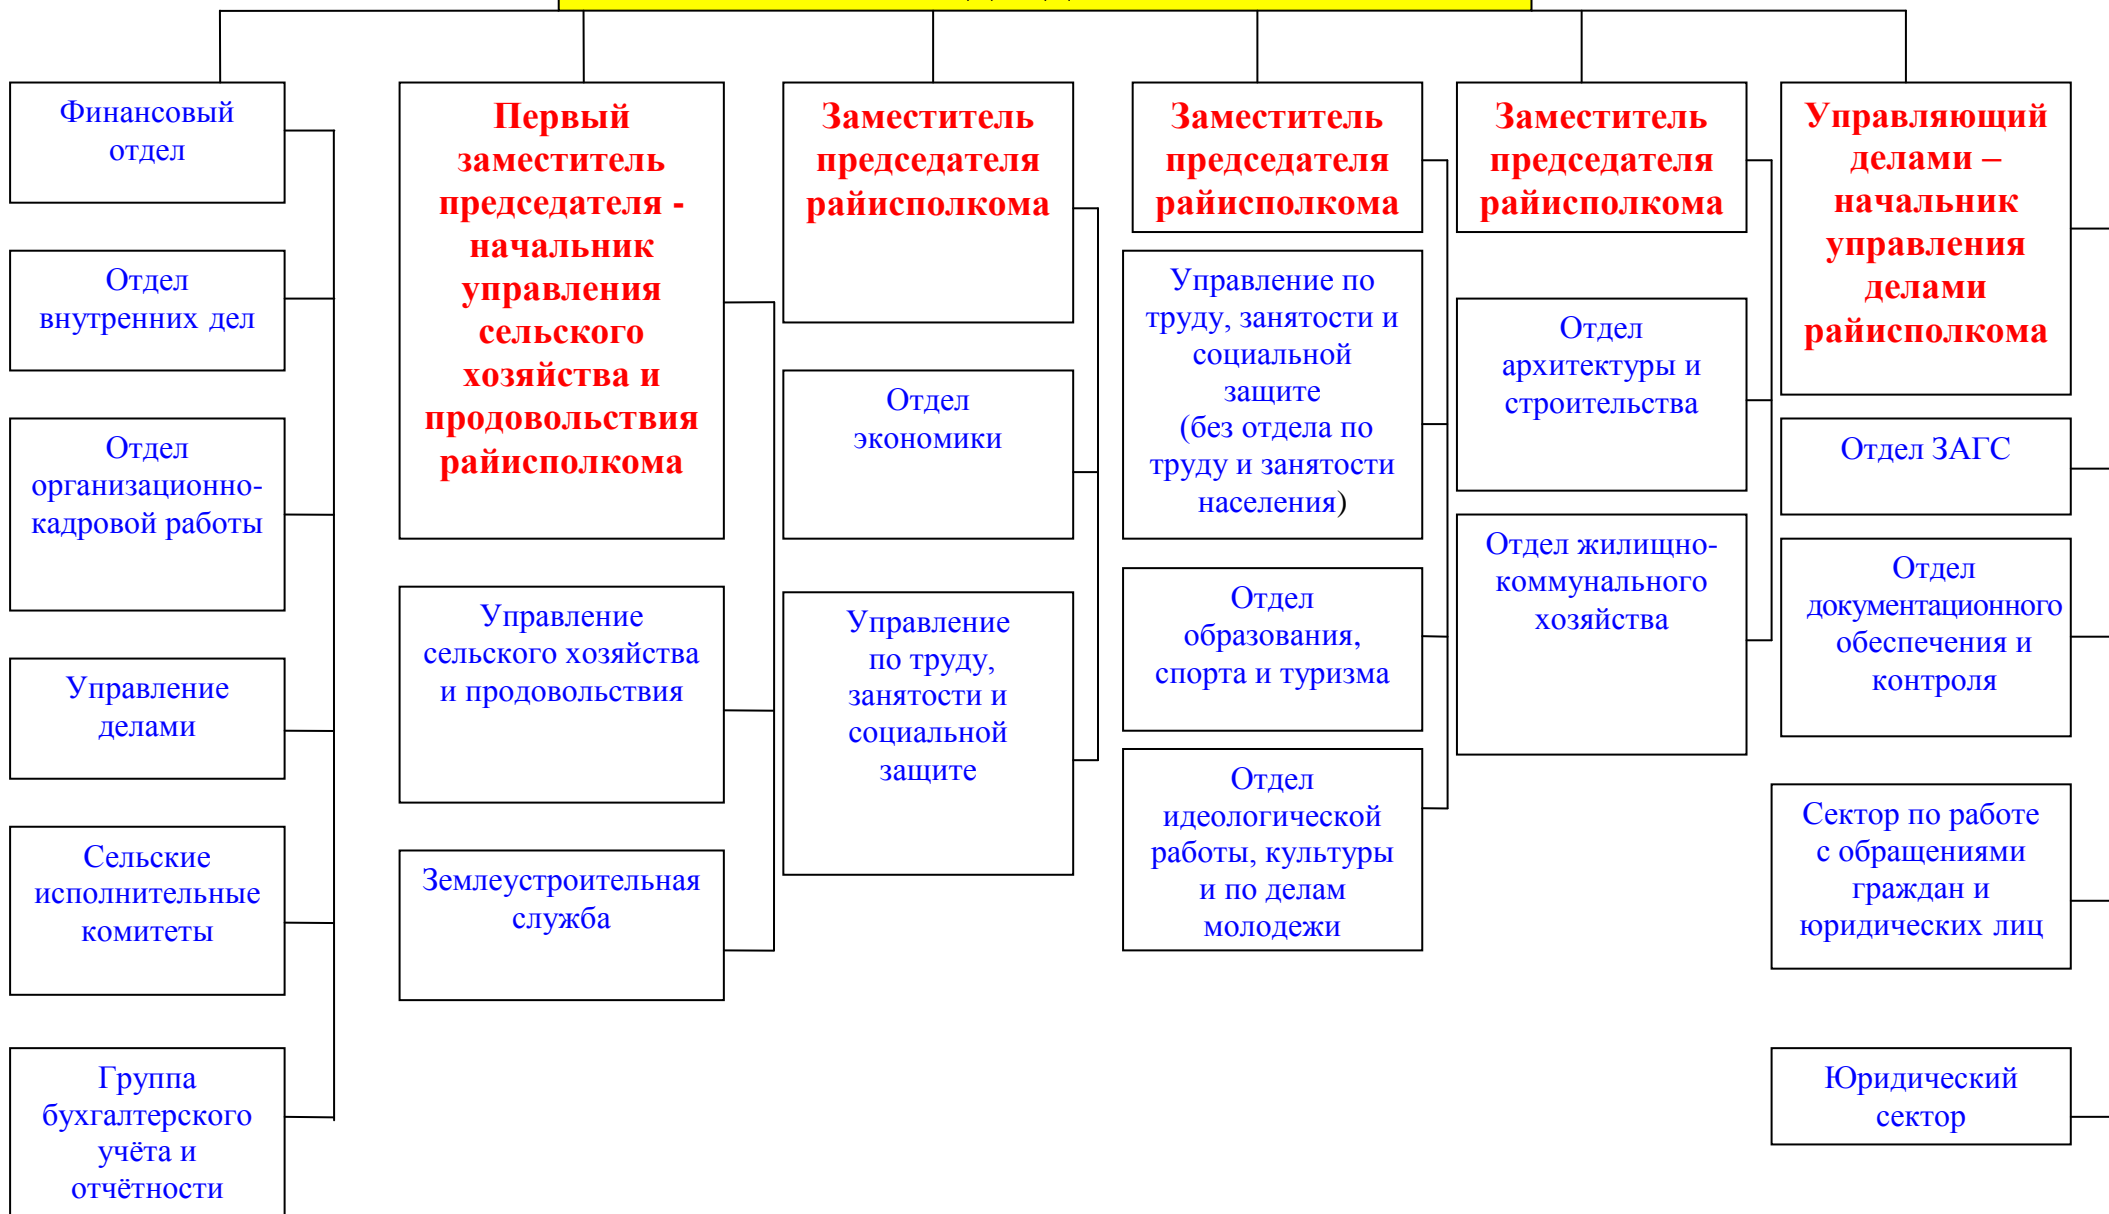 Финансовый
отдел
Отдел
внутренних дел
Отдел
организационно-
кадровой работы
Управление
делами
Сельские
исполнительные
комитеты
Группа
бухгалтерского
учёта и
отчётности
Первый
заместитель
председателя -
начальник
управления
сельского
хозяйства и
продовольствия
райисполкома
Управление
сельского хозяйства
и продовольствия
Землеустроительная
служба
Заместитель
председателя
райисполкома
Отдел
экономики
Управление
по труду,
занятости и
социальной
защите
Заместитель
председателя
райисполкома
Управление по
труду, занятости и
социальной
защите
(без отдела по
труду и занятости
населения)
Отдел
образования,
спорта и туризма
Отдел
идеологической
работы, культуры
и по делам
молодежи
Заместитель
председателя
райисполкома
Отдел
архитектуры и
строительства
Отдел жилищно-
коммунального
хозяйства
Управляющий
делами –
начальник
управления
делами
райисполкома
Отдел ЗАГС
Отдел
документационного
обеспечения и
контроля
Сектор по работе
с обращениями
граждан и
юридических лиц
Юридический
сектор